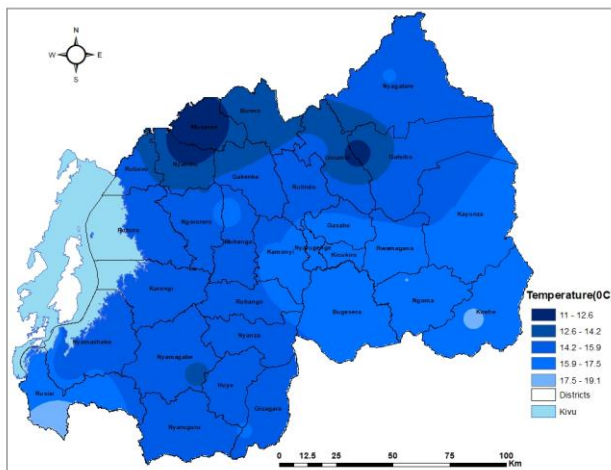 N
W E
S
Nyagatare
Burera
Musanze
Gicumbi
Gatsibo
Nyabihu
Rubavu
Gakenke
Rulindo
Kayonza
Rutsiro
Ngororero
Gasabo
Muhanga
Kamonyi
Nyarugenge
Rwamagana
Kicukiro
Karongi
Ruhango
Bugesera
Ngoma
Kirehe
Nyamasheke
Nyanza
Nyamagabe
Huye
Rusizi
Gisagara
Nyaruguru
Temperature(0C
11 - 12.6
12.6 - 14.2
14.2 - 15.9
15.9 - 17.5
17.5 - 19.1
Districts
Kivu
0 12.5 25 50 75 100
Km